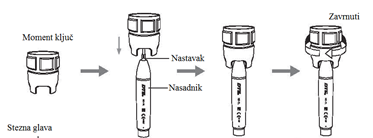 Moment ključ
Zavrnuti
Nastavak
Nasadnik
Stezna glava